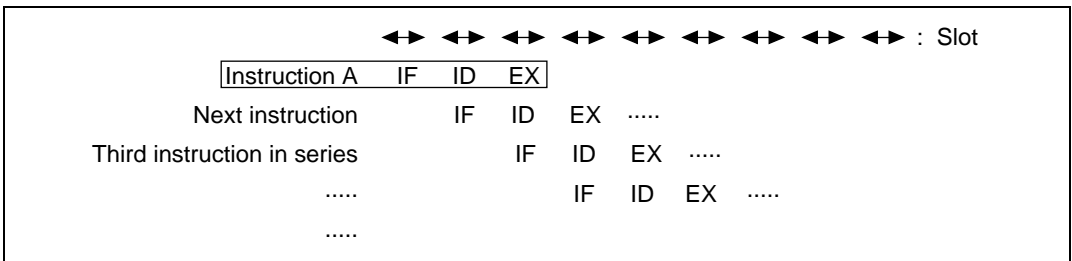 : Slot
Instruction A IF ID EX
Next instruction IF ID EX .....
Third instruction in series IF ID EX .....
..... IF ID EX .....
.....